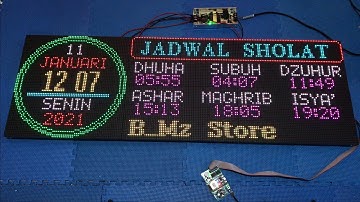 11
JANUARI
12 07
SENIN
2021
JADWAL SHOLAT
DHUHA SUBUH DZUHUR
05:55 04:07 11:49
ASHAR MAGHRIB ISYA'
15:13 18:05 19:20
B_Mz Store